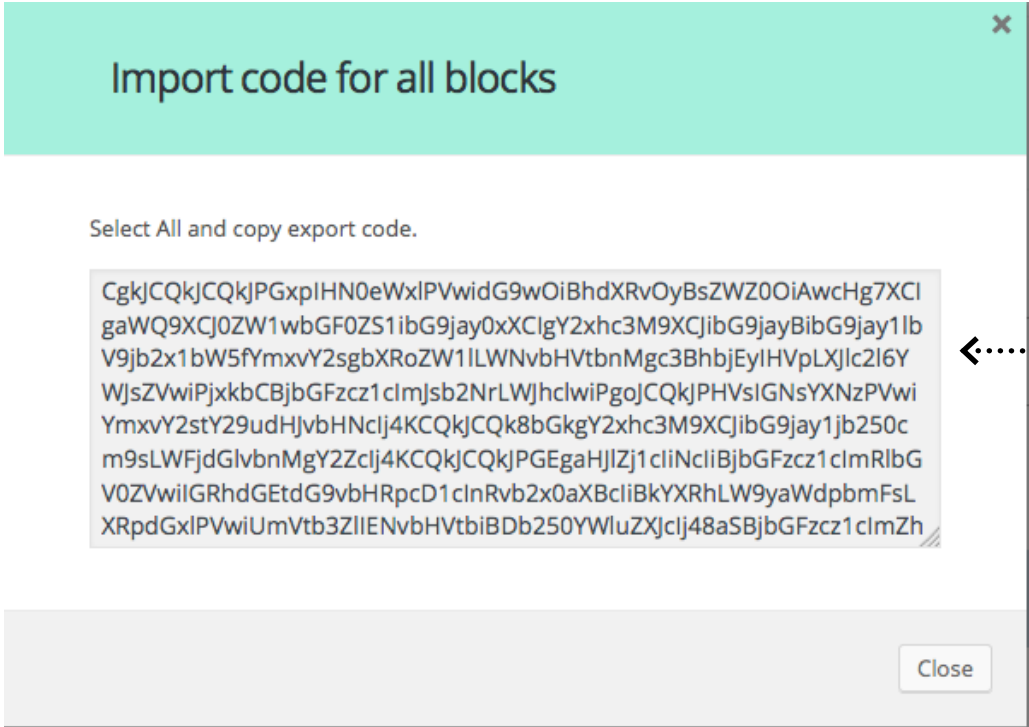 Import code for all blocks
Select All and copy export code.
CgkJCQkJCQkJPGxpIHN0eWxlPVwidG9wOiBhdXRvOyBsZWZ0OiAwcHg7XCI
gaWQ9XCJ0ZW1wbGF0ZS1ibG9jay0xXCIgY2xhc3M9XCJibG9jayBibG9jay1lb
V9jb2x1bW5fYmxvY2sgbXRoZW1lLWNvbHVtbnMgc3BhbjEyIHVpLXJlc2l6Y
WJsZVwiPjxkbCBjbGFzcz1cImJsb2NrLWJhclwiPgoJCQkJPHVsIGNsYXNzPVwi
YmxvY2stY29udHJvbHNcIj4KCQkJCQk8bGkgY2xhc3M9XCJibG9jay1jb250c
m9sLWFjdGlvbnMgY2ZcIj4KCQkJCQkJPGEgaHJlZj1cIiNcIiBjbGFzcz1cImRlbG
V0ZVwiIGRhdGEtdG9vbHRpcD1cInRvb2x0aXBcIiBkYXRhLW9yaWdpbmFsL
XRpdGxlPVwiUmVtb3ZlIENvbHVtbiBDb250YWluZXJcIj48aSBjbGFzcz1cImZh
Close